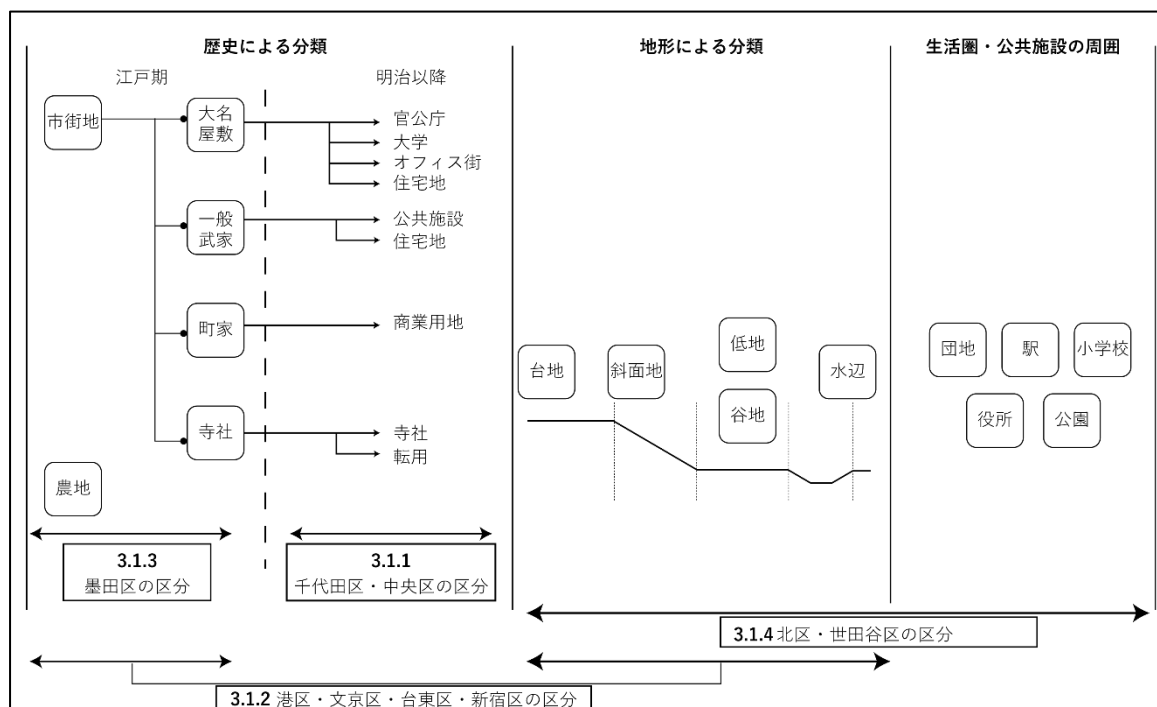 歴史による分類
江戸期
明治以降
市街地
大名
屋敷
官公庁
大学
オフィス街
住宅地
一般
武家
公共施設
住宅地
町家
商業用地
寺社
寺社
転用
農地
3.1.3
墨田区の区分
3.1.1
千代田区・中央区の区分
地形による分類
台地
斜面地
低地
谷地
水辺
生活圏・公共施設の周囲
団地
駅
小学校
役所
公園
3.1.4 北区・世田谷区の区分
3.1.2 港区・文京区・台東区・新宿区の区分